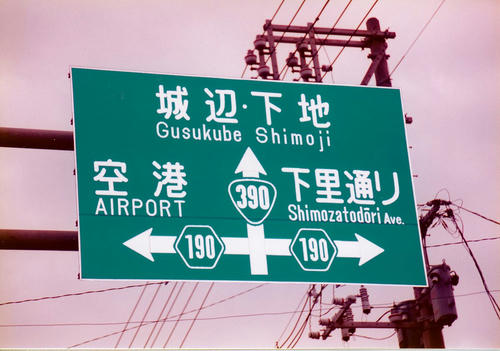 城辺・下地
Gusukube Shimoji
空港
AIRPORT
390
下里通り
Shimozatodōri Ave.
190
190